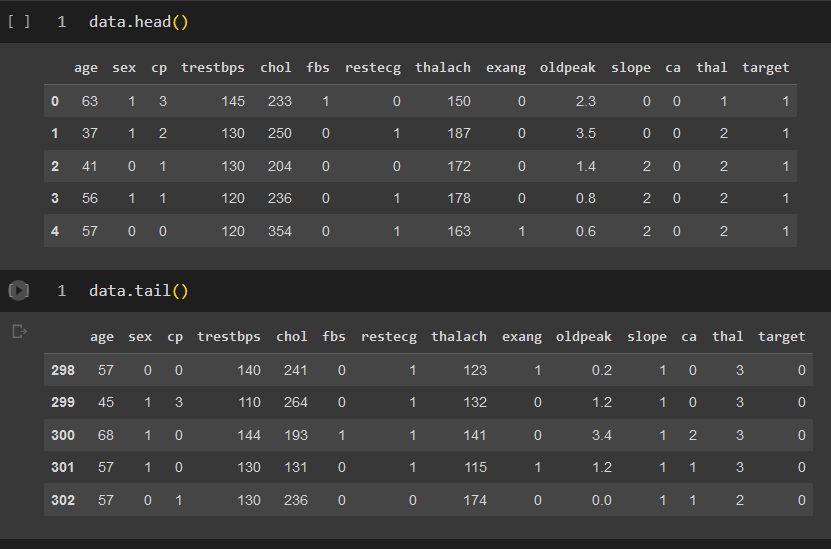 [ ] 1 data.head()
age sex cp trestbps chol fbs restecg thalach exang oldpeak slope ca thal target
0 63 1 3 145 233 1 0 150 0 2.3 0 0 1 1
1 37 1 2 130 250 0 1 187 0 3.5 0 0 2 1
2 41 0 1 130 204 0 0 172 0 1.4 2 0 2 1
3 56 1 1 120 236 0 1 178 0 0.8 2 0 2 1
4 57 0 0 120 354 0 1 163 1 0.6 2 0 2 1
1 data.tail()
age sex cp trestbps chol fbs restecg thalach exang oldpeak slope ca thal target
298 57 0 0 140 241 0 1 123 1 0.2 1 0 3 0
299 45 1 3 110 264 0 1 132 0 1.2 1 0 3 0
300 68 1 0 144 193 1 1 141 0 3.4 1 2 3 0
301 57 1 0 130 131 0 1 115 1 1.2 1 1 3 0
302 57 0 1 130 236 0 0 174 0 0.0 1 1 2 0